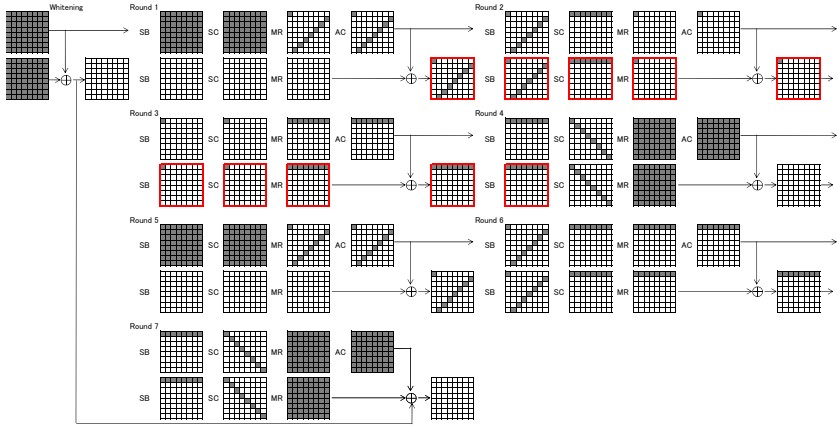 Whitening Round 1 Round 2
SB SC MR AC SB SC MR AC
SB SC MR SB SC MR
Round 3 Round 4
SB SC MR AC SB SC MR AC
SB SC MR SB SC MR
Round 5 Round 6
SB SC MR AC SB SC MR AC
SB SC MR SB SC MR
Round 7
SB SC MR AC
SB SC MR